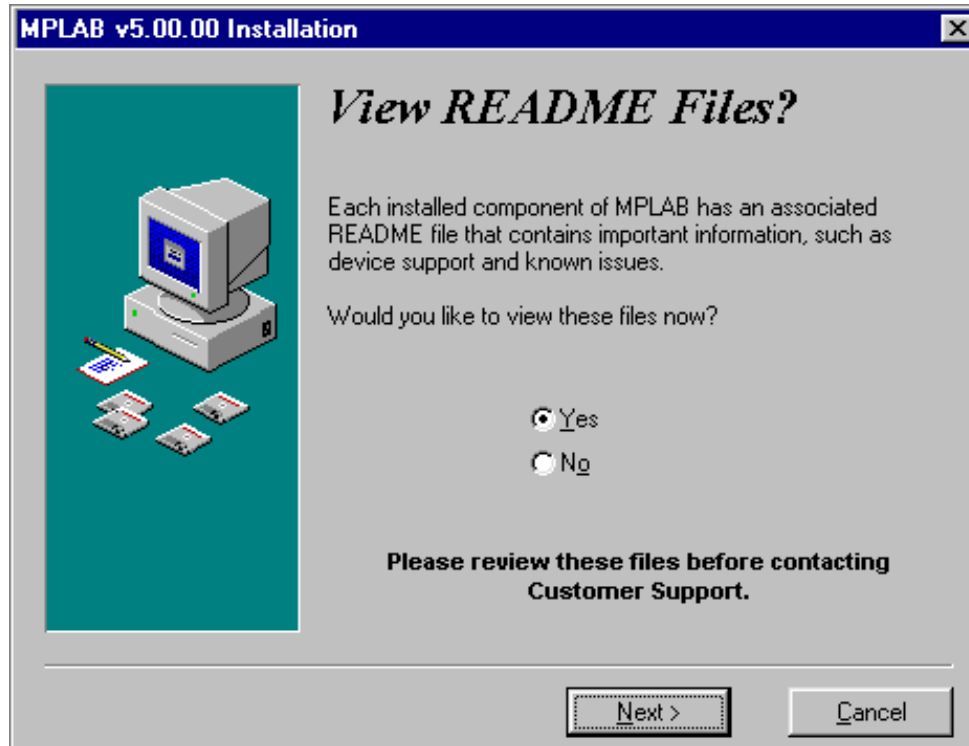 MPLAB v5.00.00 Installation
View README Files?
Each installed component of MPLAB has an associated
README file that contains important information, such as
device support and known issues.
Would you like to view these files now?
Yes
No
Please review these files before contacting
Customer Support.
Next >
Cancel